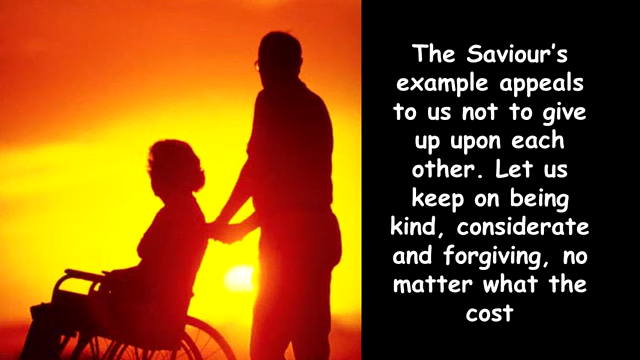 The Saviour's
example appeals
to us not to give
up upon each
other. Let us
keep on being
kind, considerate
and forgiving, no
matter what the
cost